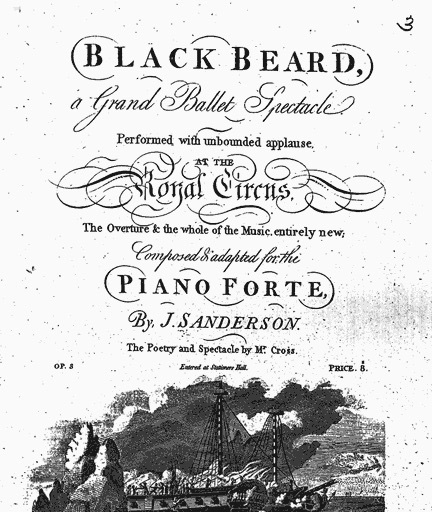 3
BLACK BEARD,
a Grand Ballet Spectacle.
Performed with unbounded applause,
AT THE
Royal Circus,
The Overture & the whole of the Music, entirely new;
Composed & adapted for the
PIANO FORTE,
By, J. SANDERSON.
The Poetry and Spectacle by Mr. Cross.
OP. 3 Entered at Stationers Hall. PRICE. 8.s